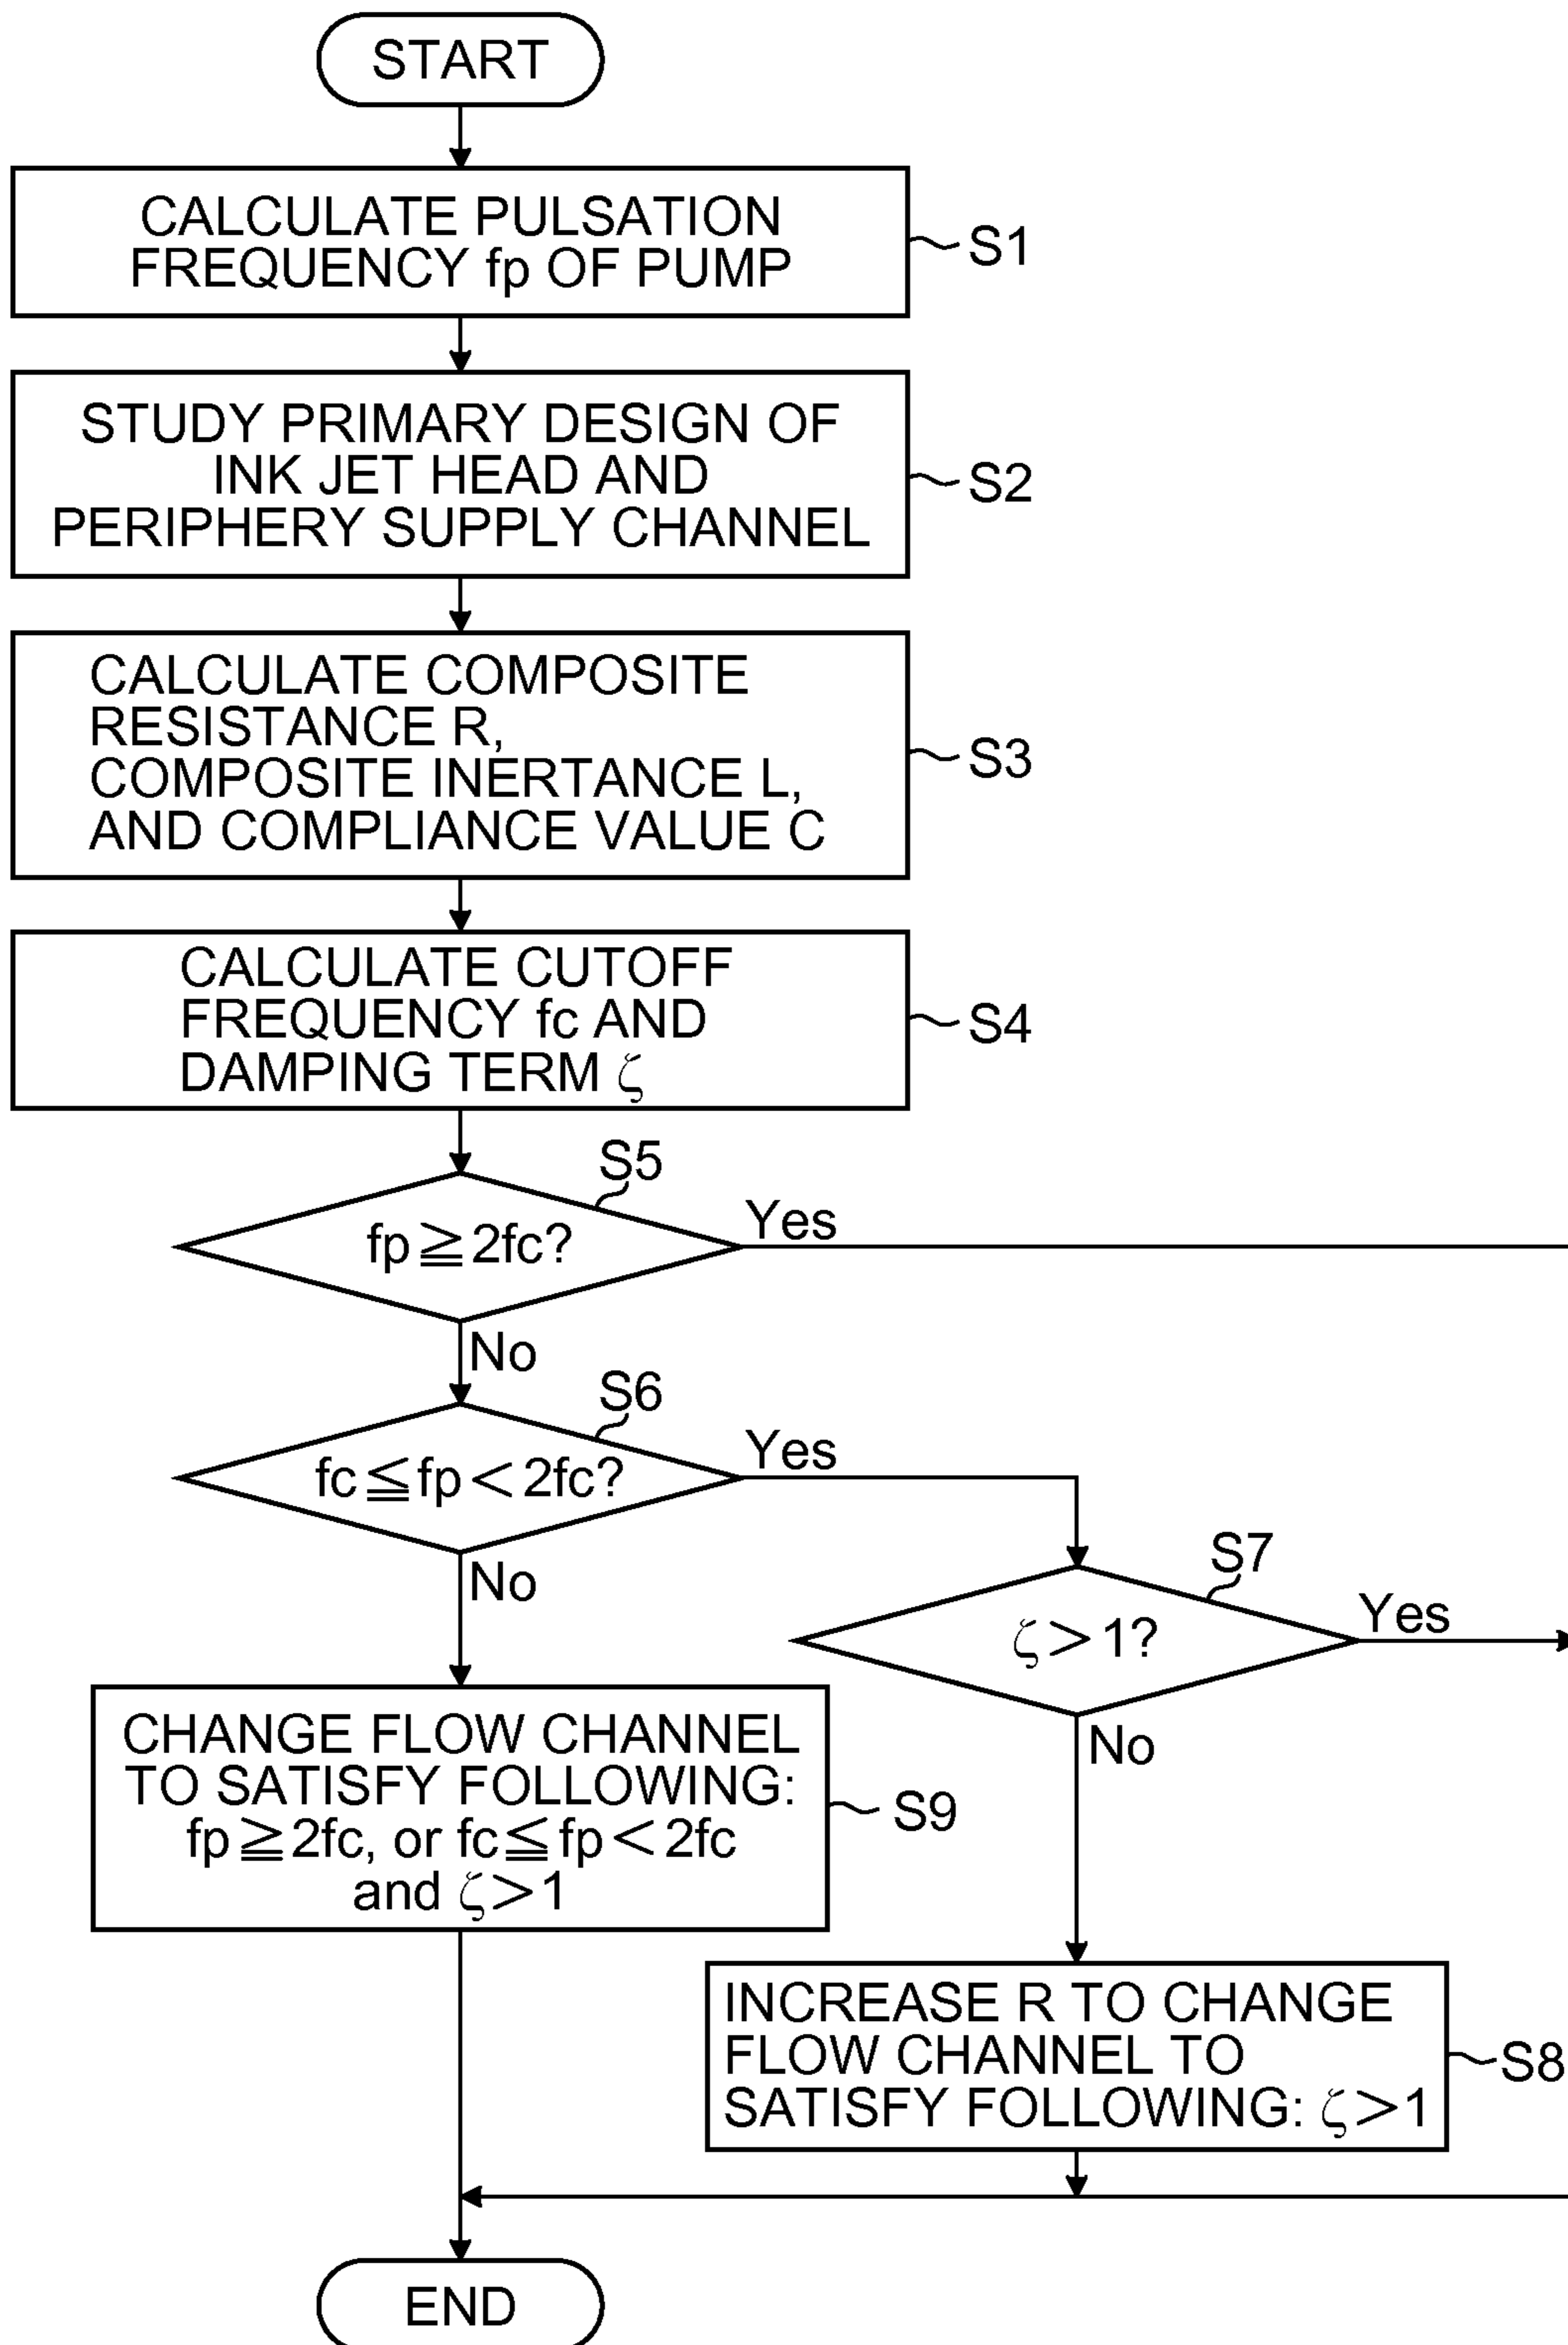 START
CALCULATE PULSATION
FREQUENCY fp OF PUMP
S1
STUDY PRIMARY DESIGN OF
INK JET HEAD AND
PERIPHERY SUPPLY CHANNEL
S2
CALCULATE COMPOSITE
RESISTANCE R,
COMPOSITE INERTANCE L,
AND COMPLIANCE VALUE C
S3
CALCULATE CUTOFF
FREQUENCY fc AND
DAMPING TERM ζ
S4
S5
fp≧2fc?
Yes
No
S6
fc≦fp<2fc?
Yes
No
S7
ζ>1?
Yes
No
CHANGE FLOW CHANNEL
TO SATISFY FOLLOWING:
fp≧2fc, or fc≦fp<2fc
and ζ>1
S9
INCREASE R TO CHANGE
FLOW CHANNEL TO
SATISFY FOLLOWING: ζ>1
S8
END